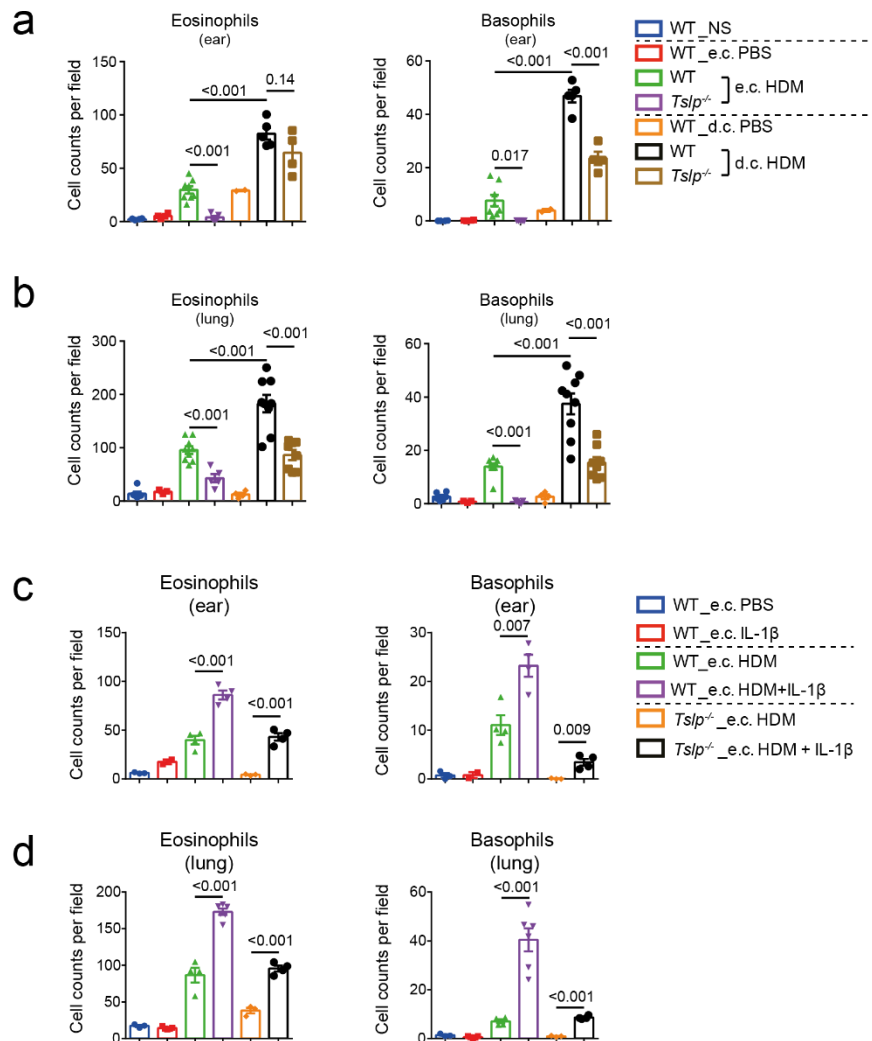 a
Eosinophils
(ear)
Cell counts per field
150
100
50
0
<0.001
<0.001
0.14
Basophils
(ear)
Cell counts per field
60
40
20
0
<0.001
<0.001
0.017
WT_NS
WT_e.c. PBS
WT
Tslp-/-
e.c. HDM
WT_d.c. PBS
WT
Tslp-/-
d.c. HDM
b
Eosinophils
(lung)
Cell counts per field
300
200
100
0
<0.001
<0.001
<0.001
Basophils
(lung)
Cell counts per field
60
40
20
0
<0.001
<0.001
<0.001
c
Eosinophils
(ear)
Cell counts per field
150
100
50
0
<0.001
<0.001
Basophils
(ear)
Cell counts per field
30
20
10
0
0.007
0.009
WT_e.c. PBS
WT_e.c. IL-1β
WT_e.c. HDM
WT_e.c. HDM+IL-1β
Tslp-/-_e.c. HDM
Tslp-/-_e.c. HDM + IL-1β
d
Eosinophils
(lung)
Cell counts per field
200
150
100
50
0
<0.001
<0.001
Basophils
(lung)
Cell counts per field
60
40
20
0
<0.001
<0.001